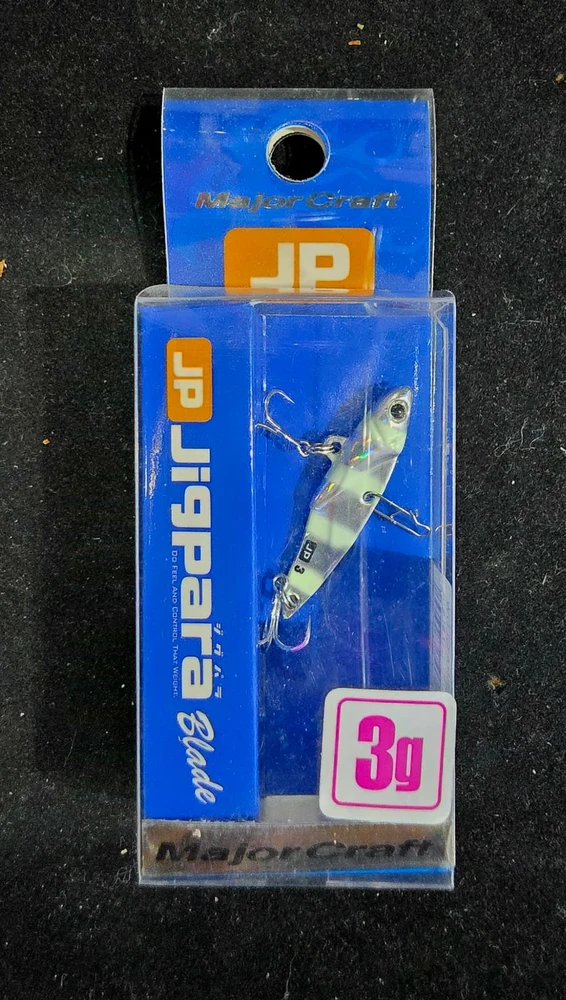 Major Craft
JP
JP
Jigpara
ジグパラ
Blade
DO FEEL AND CONTROL THAT WEIGHT.
JP 3
3g
Major Craft